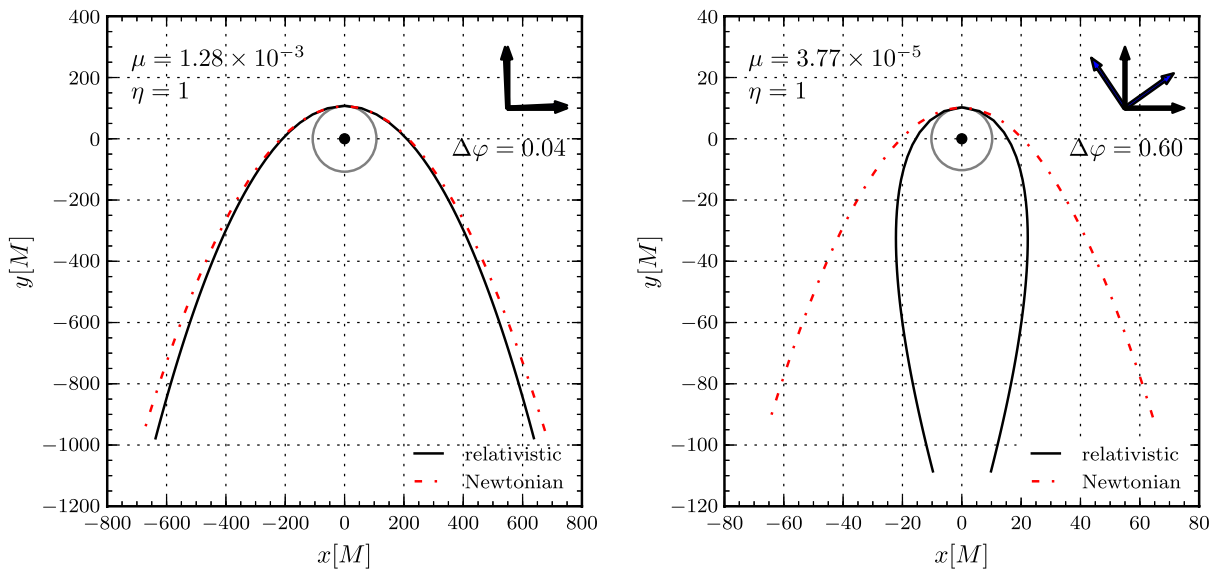 400
200
0
−200
−400
−600
−800
−1000
−1200
y[M]
μ = 1.28 × 10⁻³
η = 1
Δφ = 0.04
relativistic
Newtonian
−800 −600 −400 −200 0 200 400 600 800
x[M]
40
20
0
−20
−40
−60
−80
−100
−120
y[M]
μ = 3.77 × 10⁻⁵
η = 1
Δφ = 0.60
relativistic
Newtonian
−80 −60 −40 −20 0 20 40 60 80
x[M]